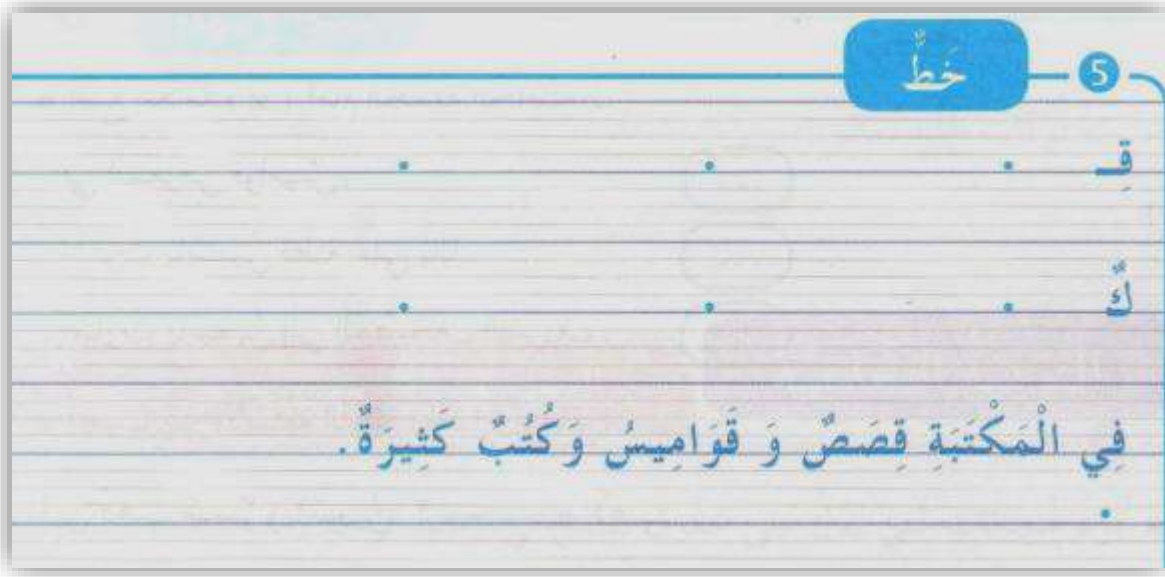 5 خَطٌّ
قِـ
كٌّ
فِي الْمَكْتَبَةِ قِصَصٌ وَ قَوَامِيسُ وَكُتُبٌ كَثِيرَةٌ.